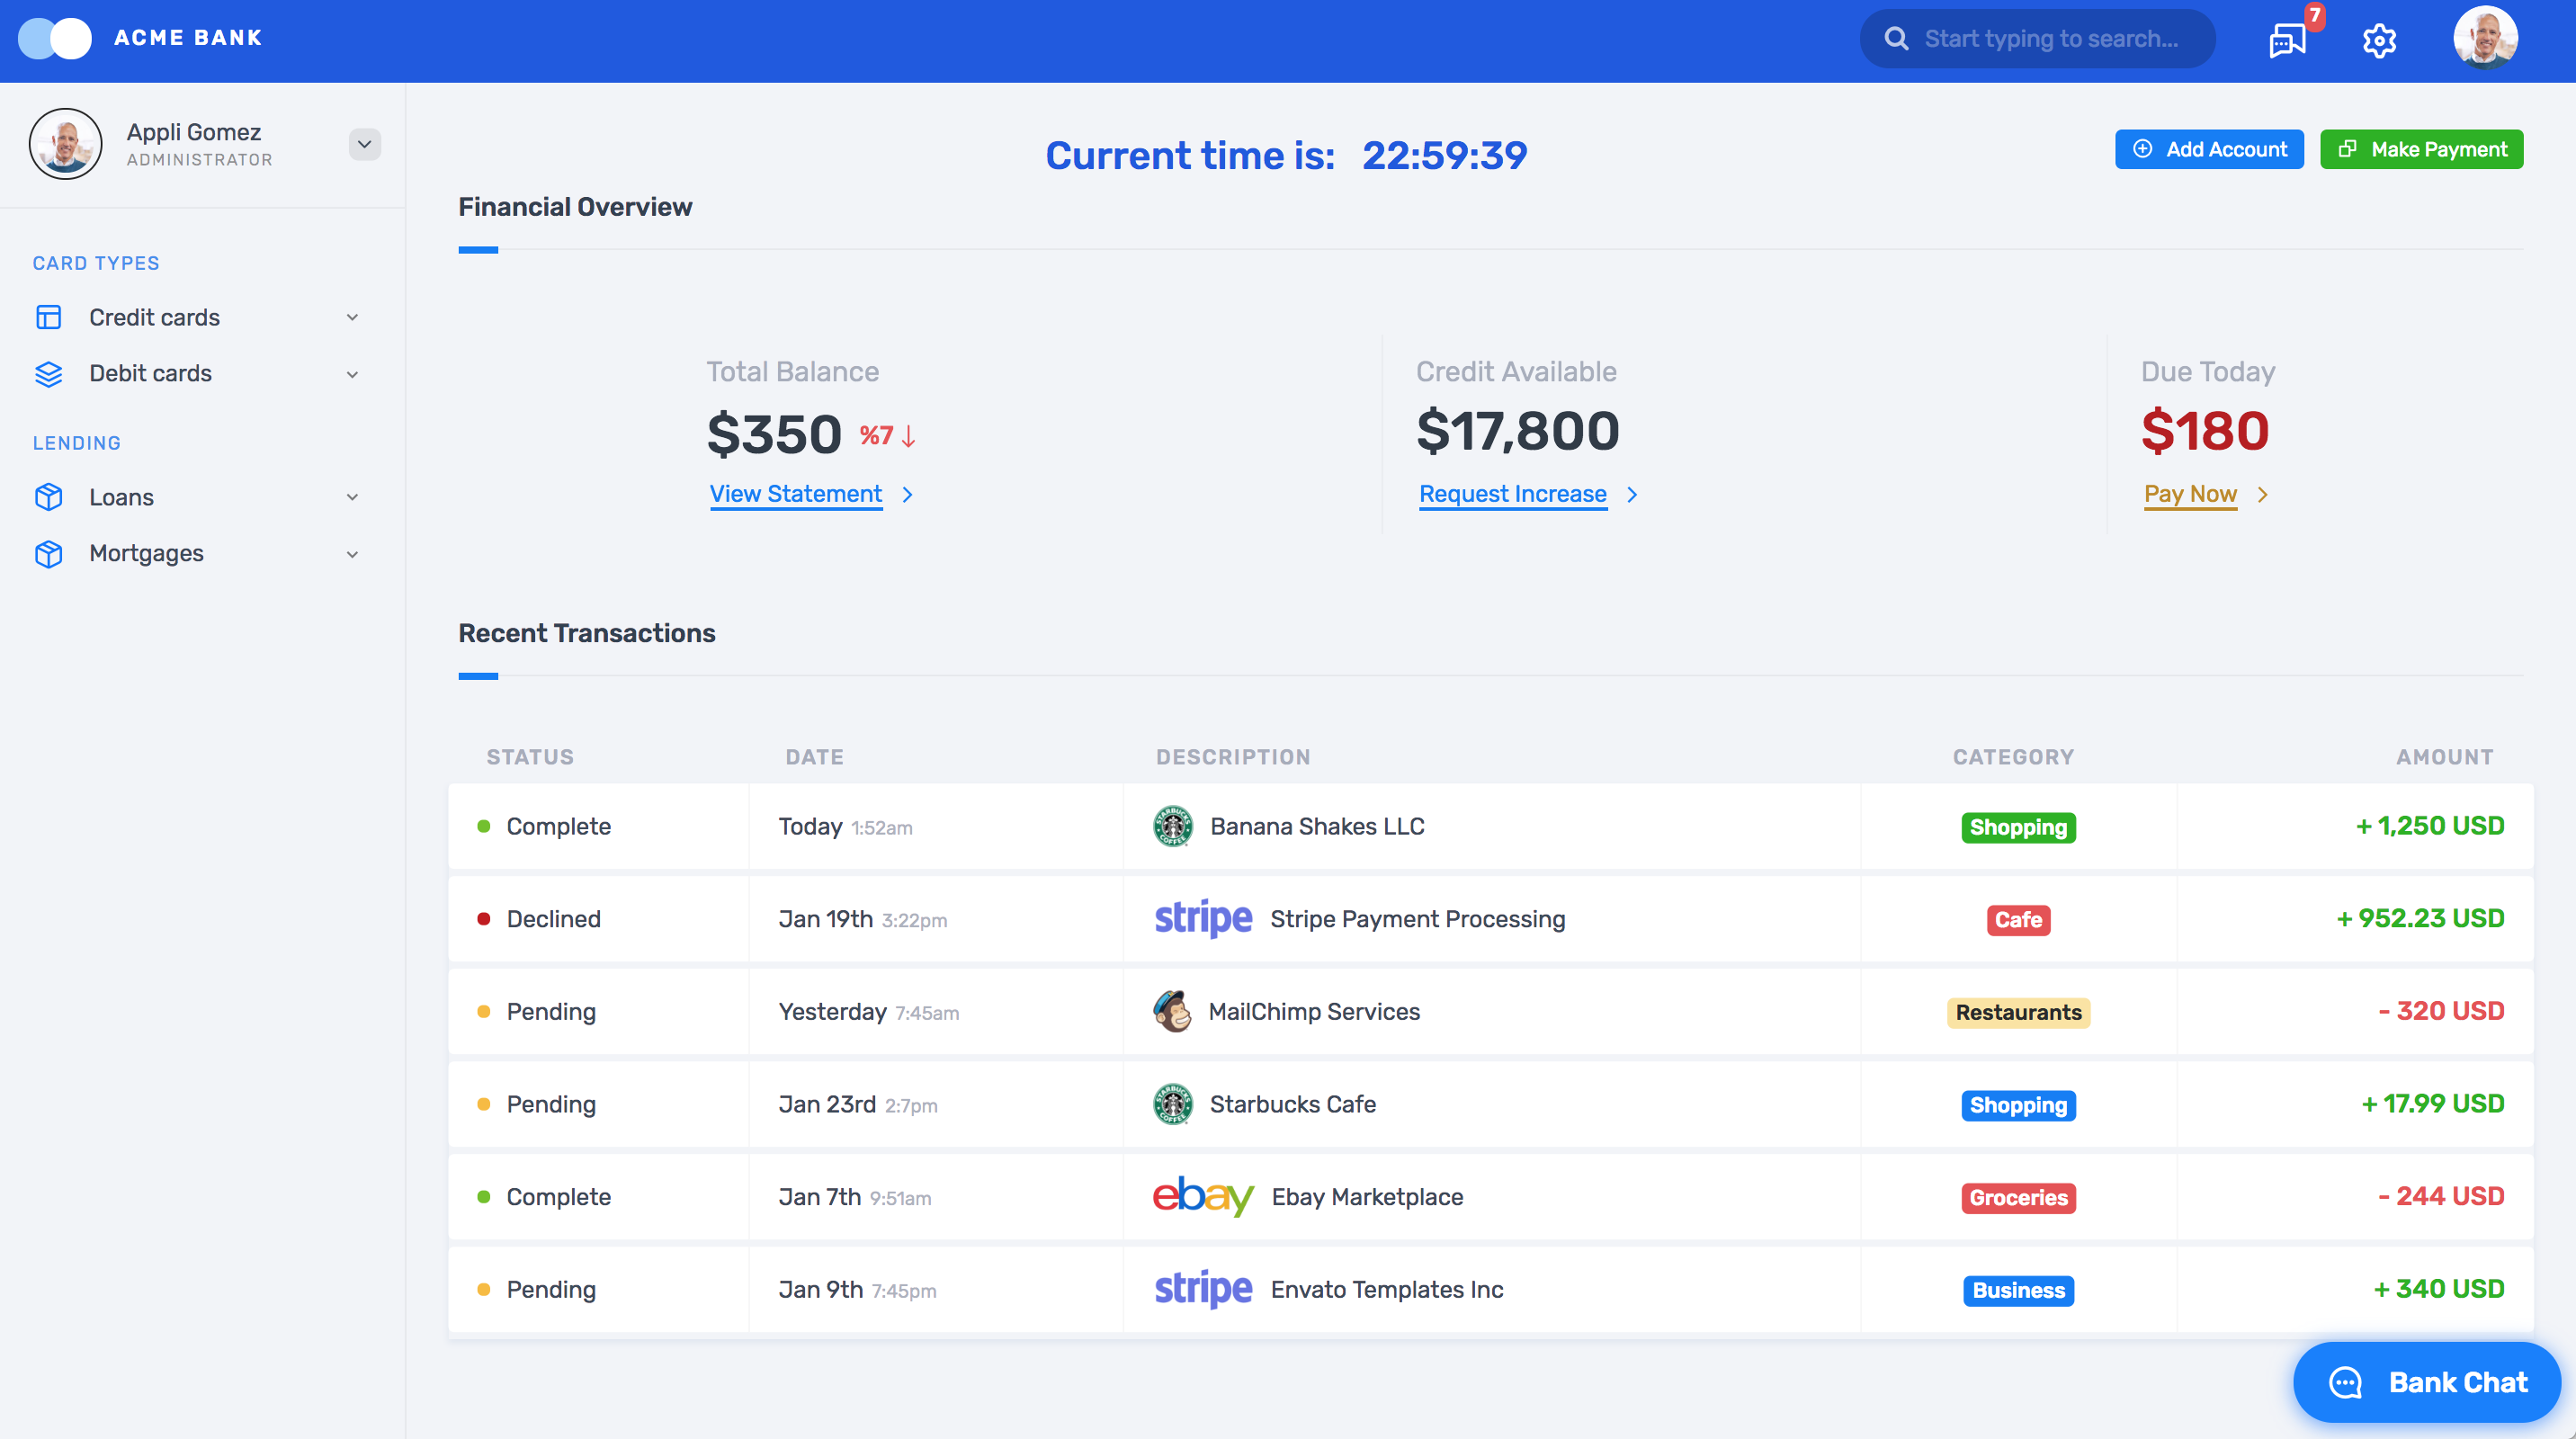 ACME BANK
Start typing to search...
7
Appli Gomez
ADMINISTRATOR
CARD TYPES
Credit cards
Debit cards
LENDING
Loans
Mortgages
Current time is: 22:59:39
Add Account
Make Payment
Financial Overview
Total Balance
$350 %7
View Statement
Credit Available
$17,800
Request Increase
Due Today
$180
Pay Now
Recent Transactions
STATUS DATE DESCRIPTION CATEGORY AMOUNT
Complete Today 1:52am STARBUCKS COFFEE Banana Shakes LLC Shopping + 1,250 USD
Declined Jan 19th 3:22pm stripe Stripe Payment Processing Cafe + 952.23 USD
Pending Yesterday 7:45am MailChimp Services Restaurants - 320 USD
Pending Jan 23rd 2:7pm STARBUCKS COFFEE Starbucks Cafe Shopping + 17.99 USD
Complete Jan 7th 9:51am ebay Ebay Marketplace Groceries - 244 USD
Pending Jan 9th 7:45pm stripe Envato Templates Inc Business + 340 USD
Bank Chat